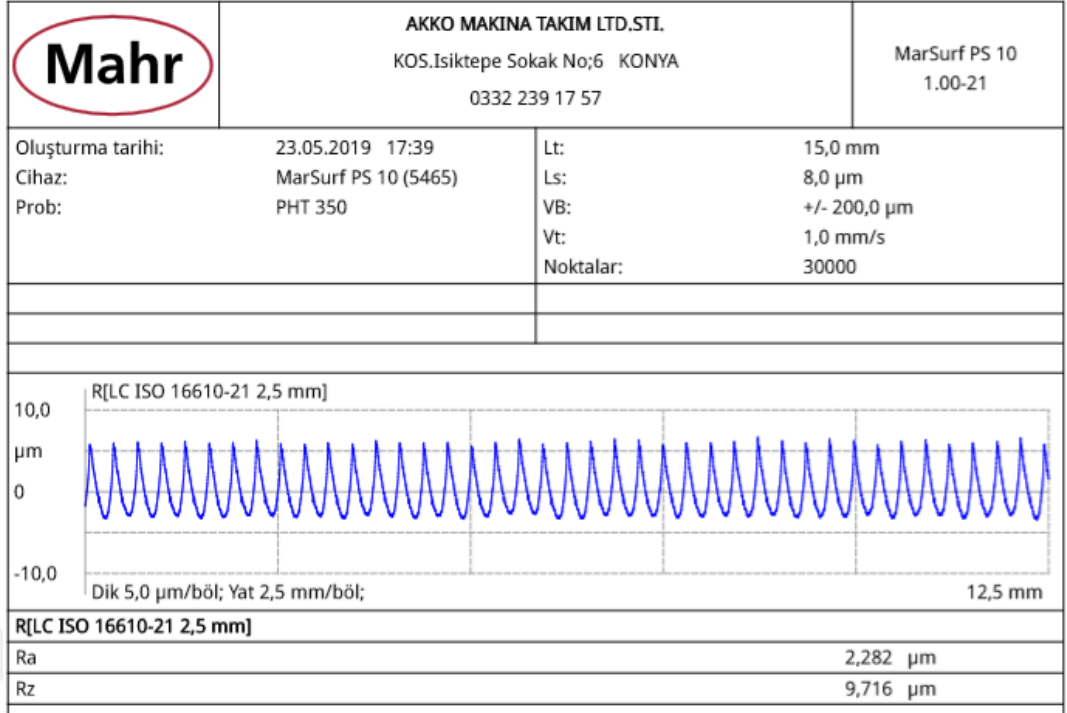 Mahr
AKKO MAKINA TAKIM LTD.STI.
KOS.Isiktepe Sokak No;6 KONYA
0332 239 17 57
MarSurf PS 10
1.00-21
Oluşturma tarihi: 23.05.2019 17:39
Cihaz: MarSurf PS 10 (5465)
Prob: PHT 350
Lt: 15,0 mm
Ls: 8,0 µm
VB: +/- 200,0 µm
Vt: 1,0 mm/s
Noktalar: 30000
R[LC ISO 16610-21 2,5 mm]
10,0
µm
0
-10,0
Dik 5,0 µm/böl; Yat 2,5 mm/böl; 12,5 mm
R[LC ISO 16610-21 2,5 mm]
Ra 2,282 µm
Rz 9,716 µm